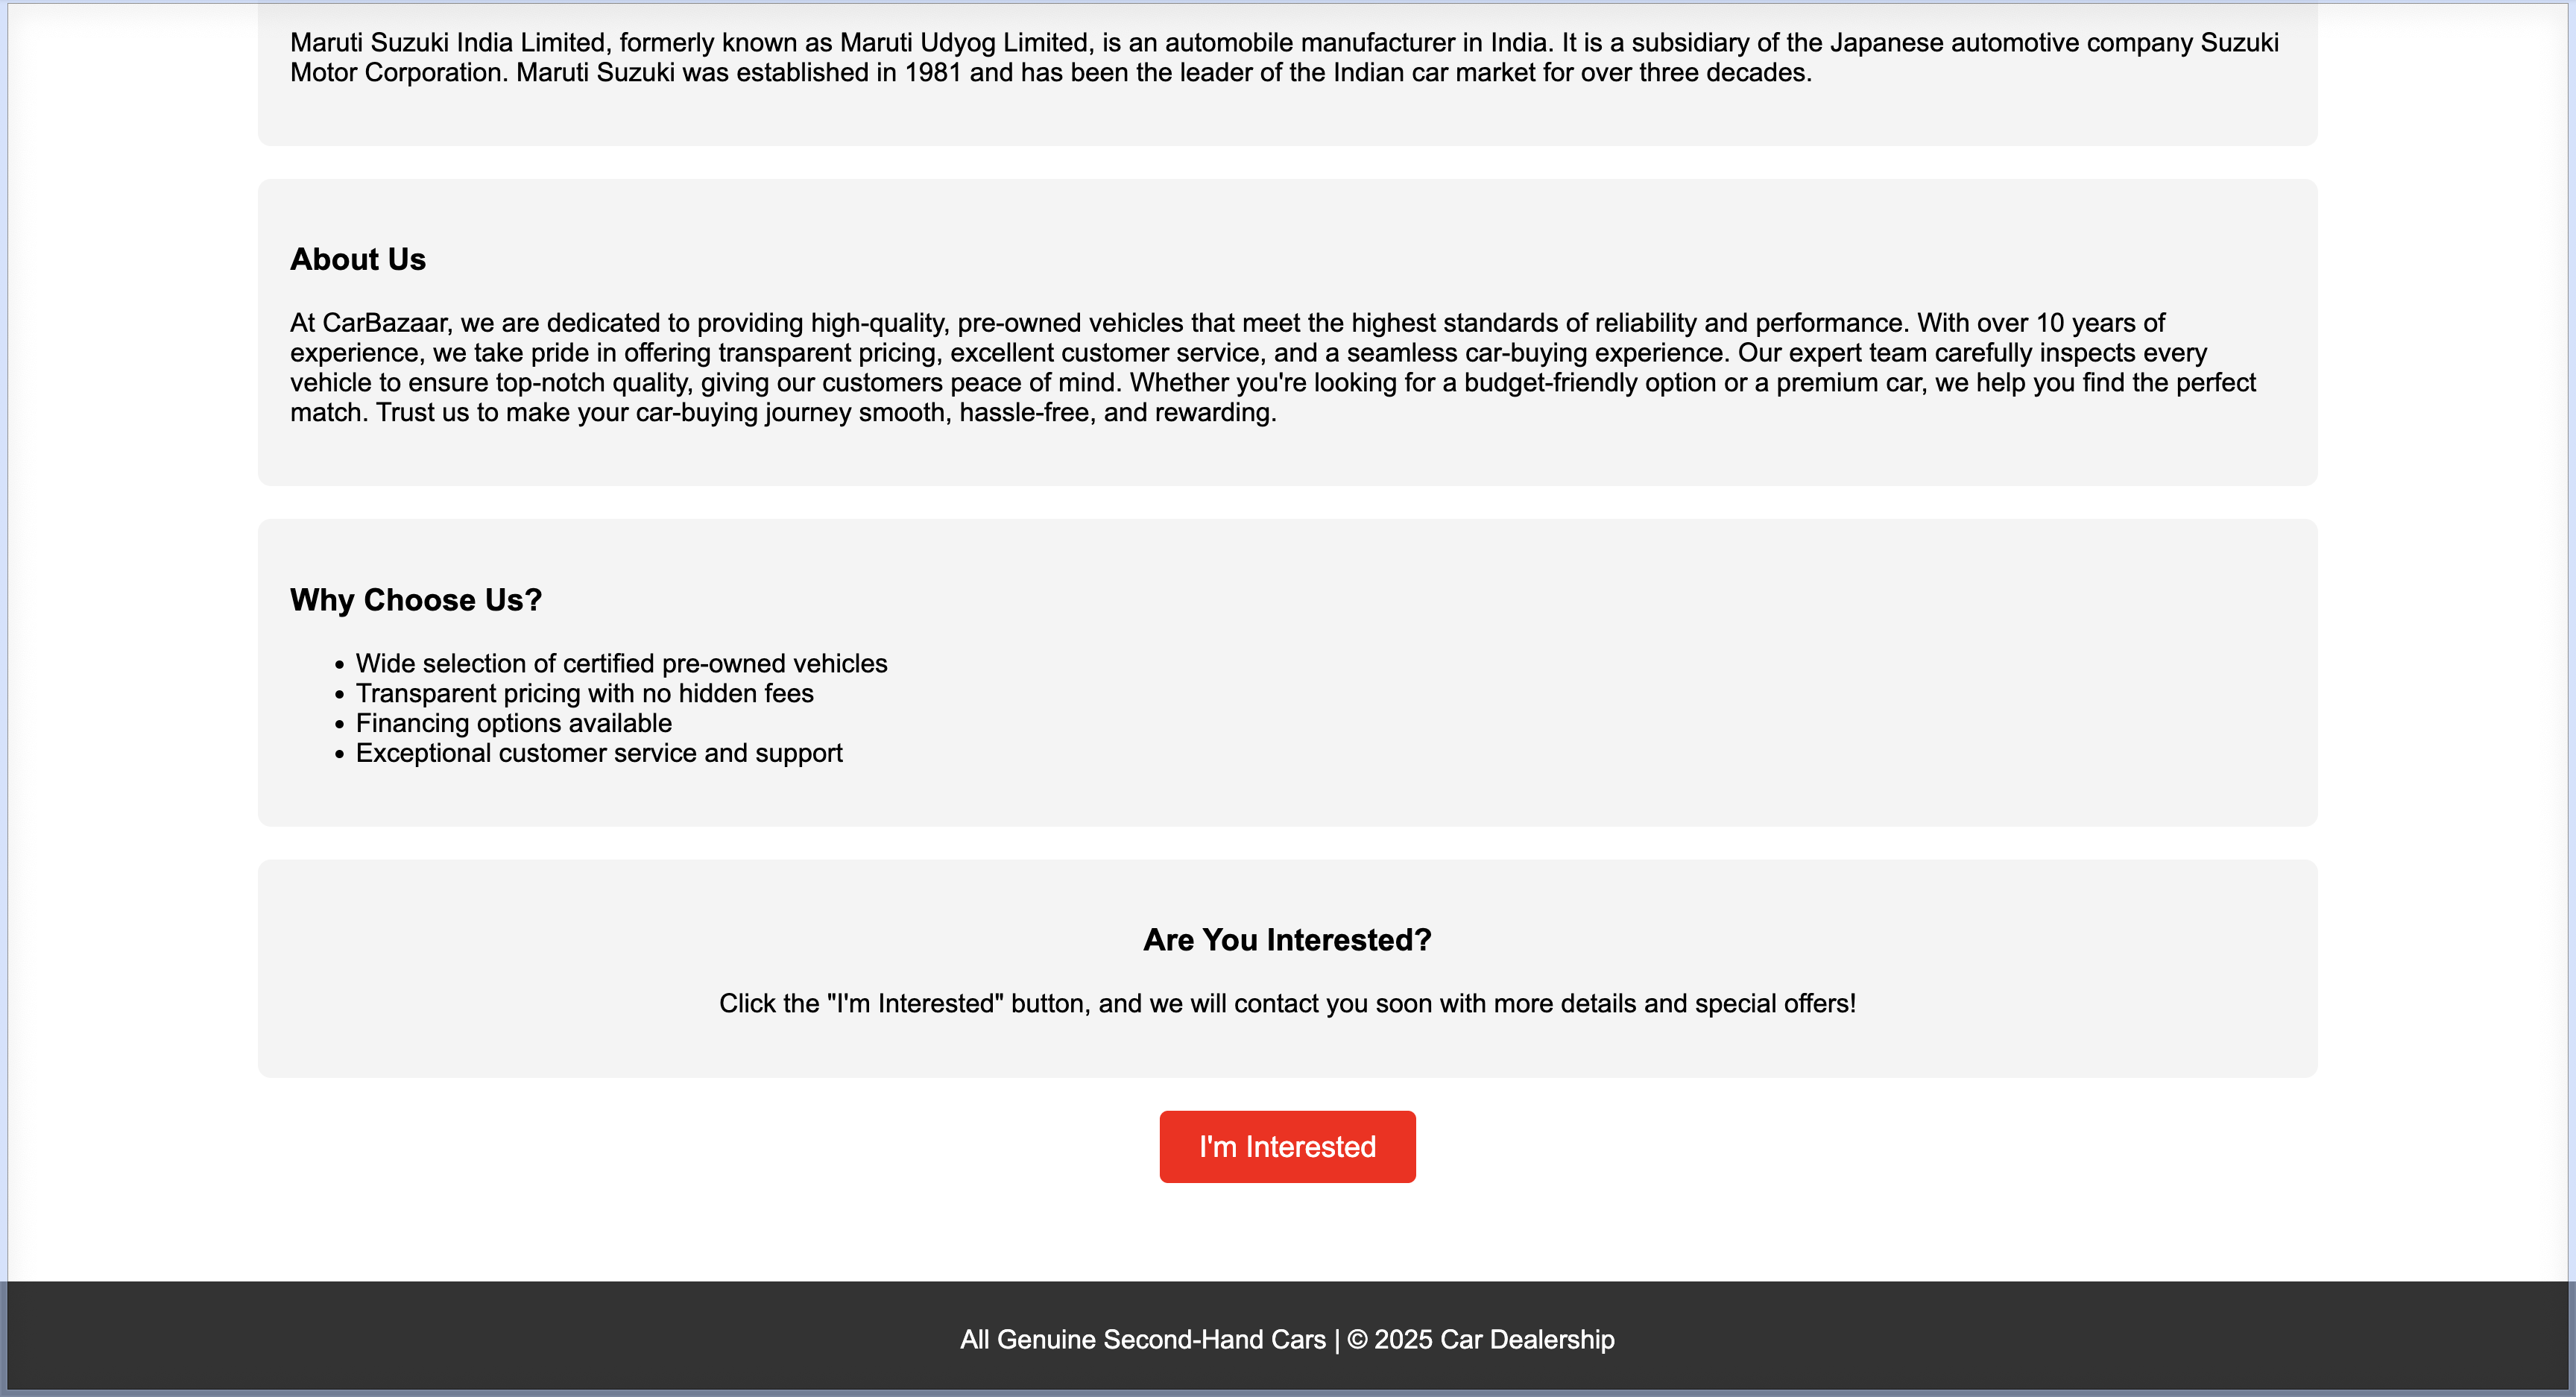 Maruti Suzuki India Limited, formerly known as Maruti Udyog Limited, is an automobile manufacturer in India. It is a subsidiary of the Japanese automotive company Suzuki
Motor Corporation. Maruti Suzuki was established in 1981 and has been the leader of the Indian car market for over three decades.
About Us
At CarBazaar, we are dedicated to providing high-quality, pre-owned vehicles that meet the highest standards of reliability and performance. With over 10 years of
experience, we take pride in offering transparent pricing, excellent customer service, and a seamless car-buying experience. Our expert team carefully inspects every
vehicle to ensure top-notch quality, giving our customers peace of mind. Whether you're looking for a budget-friendly option or a premium car, we help you find the perfect
match. Trust us to make your car-buying journey smooth, hassle-free, and rewarding.
Why Choose Us?
• Wide selection of certified pre-owned vehicles
• Transparent pricing with no hidden fees
• Financing options available
• Exceptional customer service and support
Are You Interested?
Click the "I'm Interested" button, and we will contact you soon with more details and special offers!
I'm Interested
All Genuine Second-Hand Cars | © 2025 Car Dealership